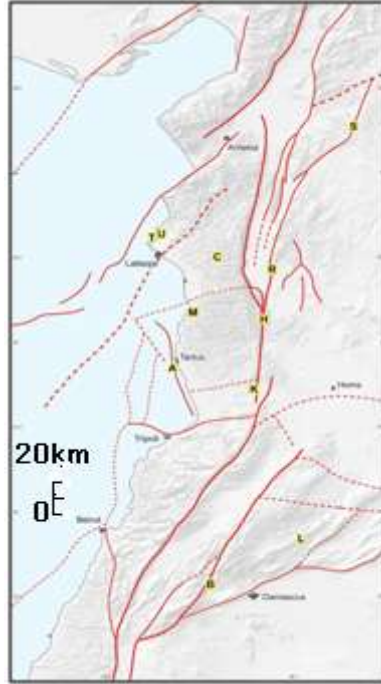 S
Antakya
T U
Lattakia
C
R
M
H
Tartus
A
K
Homs
Tripoli
20km
0
Beirut
L
B
Damascus